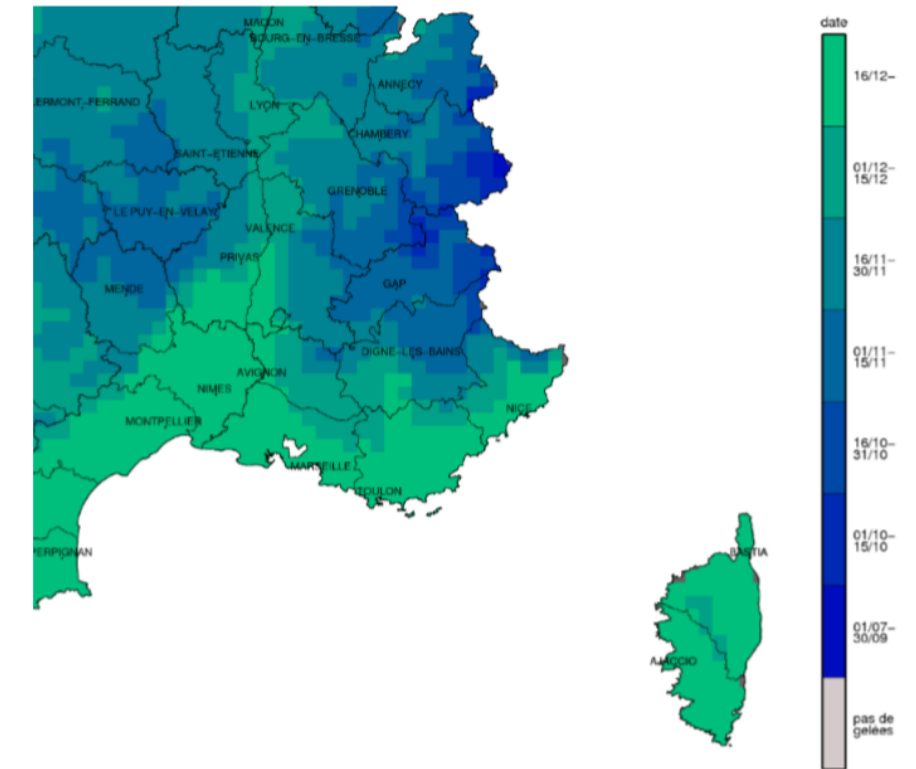 date
MACON
BOURG-EN-BRESSE
ANNECY
16/12-
LERMONT-FERRAND
LYON
CHAMBERY
SAINT-ETIENNE
01/12-
15/12
GRENOBLE
LE PUY-EN-VELAY
VALENCE
PRIVAS
16/11-
30/11
MENDE
GAP
DIGNE-LES-BAINS
01/11-
15/11
AVIGNON
NIMES
NICE
MONTPELLIER
16/10-
31/10
MARSEILLE
TOULON
01/10-
15/10
PERPIGNAN
BASTIA
01/07-
30/09
AJACCIO
pas de
gelées